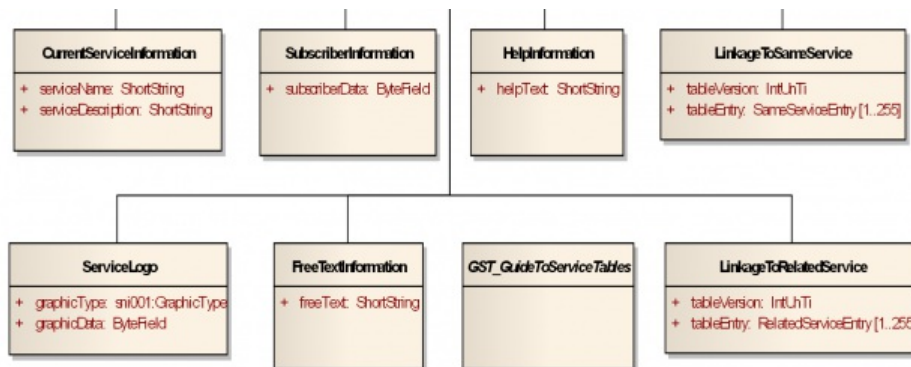 CurrentServiceInformation
+ serviceName: ShortString
+ serviceDescription: ShortString
SubscriberInformation
+ subscriberData: ByteField
HelpInformation
+ helpText: ShortString
LinkageToSameService
+ tableVersion: IntUnTi
+ tableEntry: SameServiceEntry [1..255]
ServiceLogo
+ graphicType: sni001:GraphicType
+ graphicData: ByteField
FreeTextInformation
+ freeText: ShortString
GST_GuideToServiceTables
LinkageToRelatedService
+ tableVersion: IntUnTi
+ tableEntry: RelatedServiceEntry [1..255